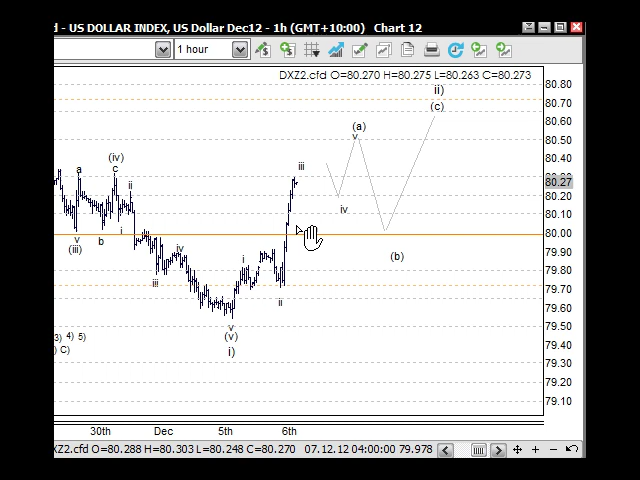 d - US DOLLAR INDEX, US Dollar Dec12 - 1h (GMT+10:00) Chart 12
1 hour
DXZ2.cfd O=80.270 H=80.275 L=80.263 C=80.273
80.80
ii)
80.70
(c)
80.60
(a)
80.50
v
(iv)
80.40
a
c
iii
ii
80.27
80.20
iv
80.10
i
80.00
v
b
(iii)
iv
79.90
(b)
i
79.80
iii
79.70
ii
79.60
79.50
v
3) 4) 5)
(v)
79.40
) C)
i)
79.30
79.20
79.10
30th
Dec
5th
6th
XZ2.cfd O=80.288 H=80.303 L=80.248 C=80.270 07.12.12 04:00:00 79.978